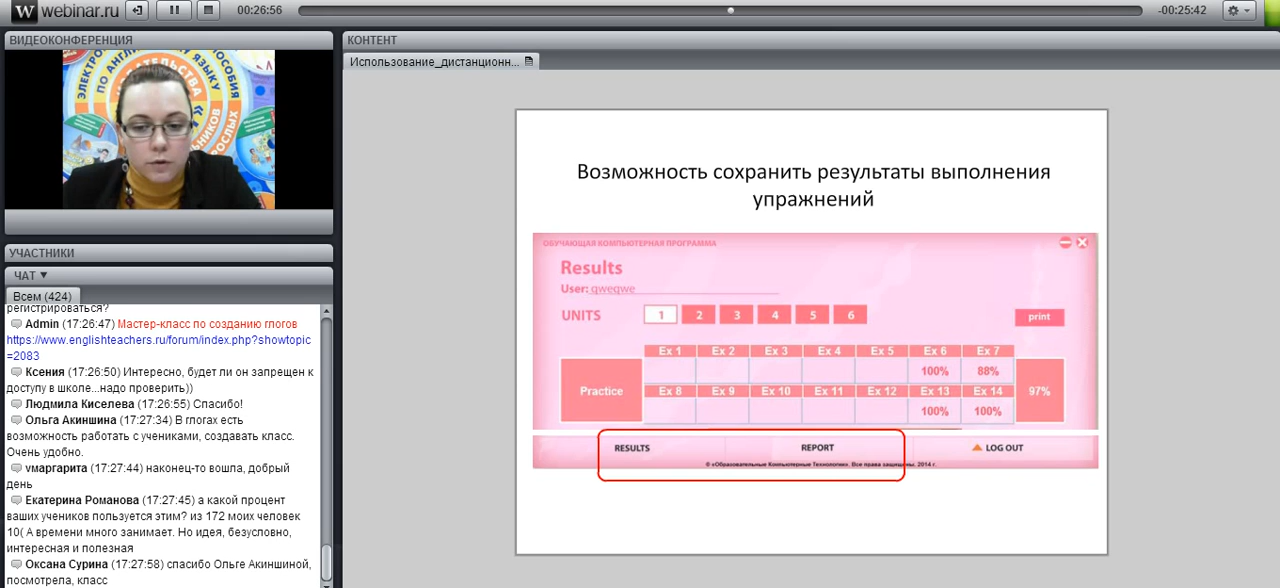 webinar.ru
00:26:56
-00:25:42
ВИДЕОКОНФЕРЕНЦИЯ
ЭЛЕКТРОННЫЕ ПОСОБИЯ
ПО АНГЛИЙСКОМУ ЯЗЫКУ
ИЗДАТЕЛЬСТВА
УЧАСТНИКИ
ЧАТ ▼
Всем (424)
регистрироваться?
Admin (17:26:47) Мастер-класс по созданию глогов
https://www.englishteachers.ru/forum/index.php?showtopic
=2083
Ксения (17:26:50) Интересно, будет ли он запрещен к
доступу в школе...надо проверить))
Людмила Киселева (17:26:55) Спасибо!
Ольга Акиншина (17:27:34) В глогах есть
возможность работать с учениками, создавать класс.
Очень удобно.
vмаргарита (17:27:44) наконец-то вошла, добрый
день
Екатерина Романова (17:27:45) а какой процент
ваших учеников пользуется этим? из 172 моих человек
10( А времени много занимает. Но идея, безусловно,
интересная и полезная
Оксана Сурина (17:27:58) спасибо Ольге Акиншиной,
посмотрела, класс
КОНТЕНТ
Использование_дистанционн...
Возможность сохранить результаты выполнения
упражнений
ОБУЧАЮЩАЯ КОМПЬЮТЕРНАЯ ПРОГРАММА
Results
User: qweqwe
UNITS 1 2 3 4 5 6 print
Ex 1 Ex 2 Ex 3 Ex 4 Ex 5 Ex 6 Ex 7
100% 88%
Practice Ex 8 Ex 9 Ex 10 Ex 11 Ex 12 Ex 13 Ex 14 97%
100% 100%
RESULTS REPORT LOG OUT
© «Образовательные Компьютерные Технологии». Все права защищены. 2014 г.